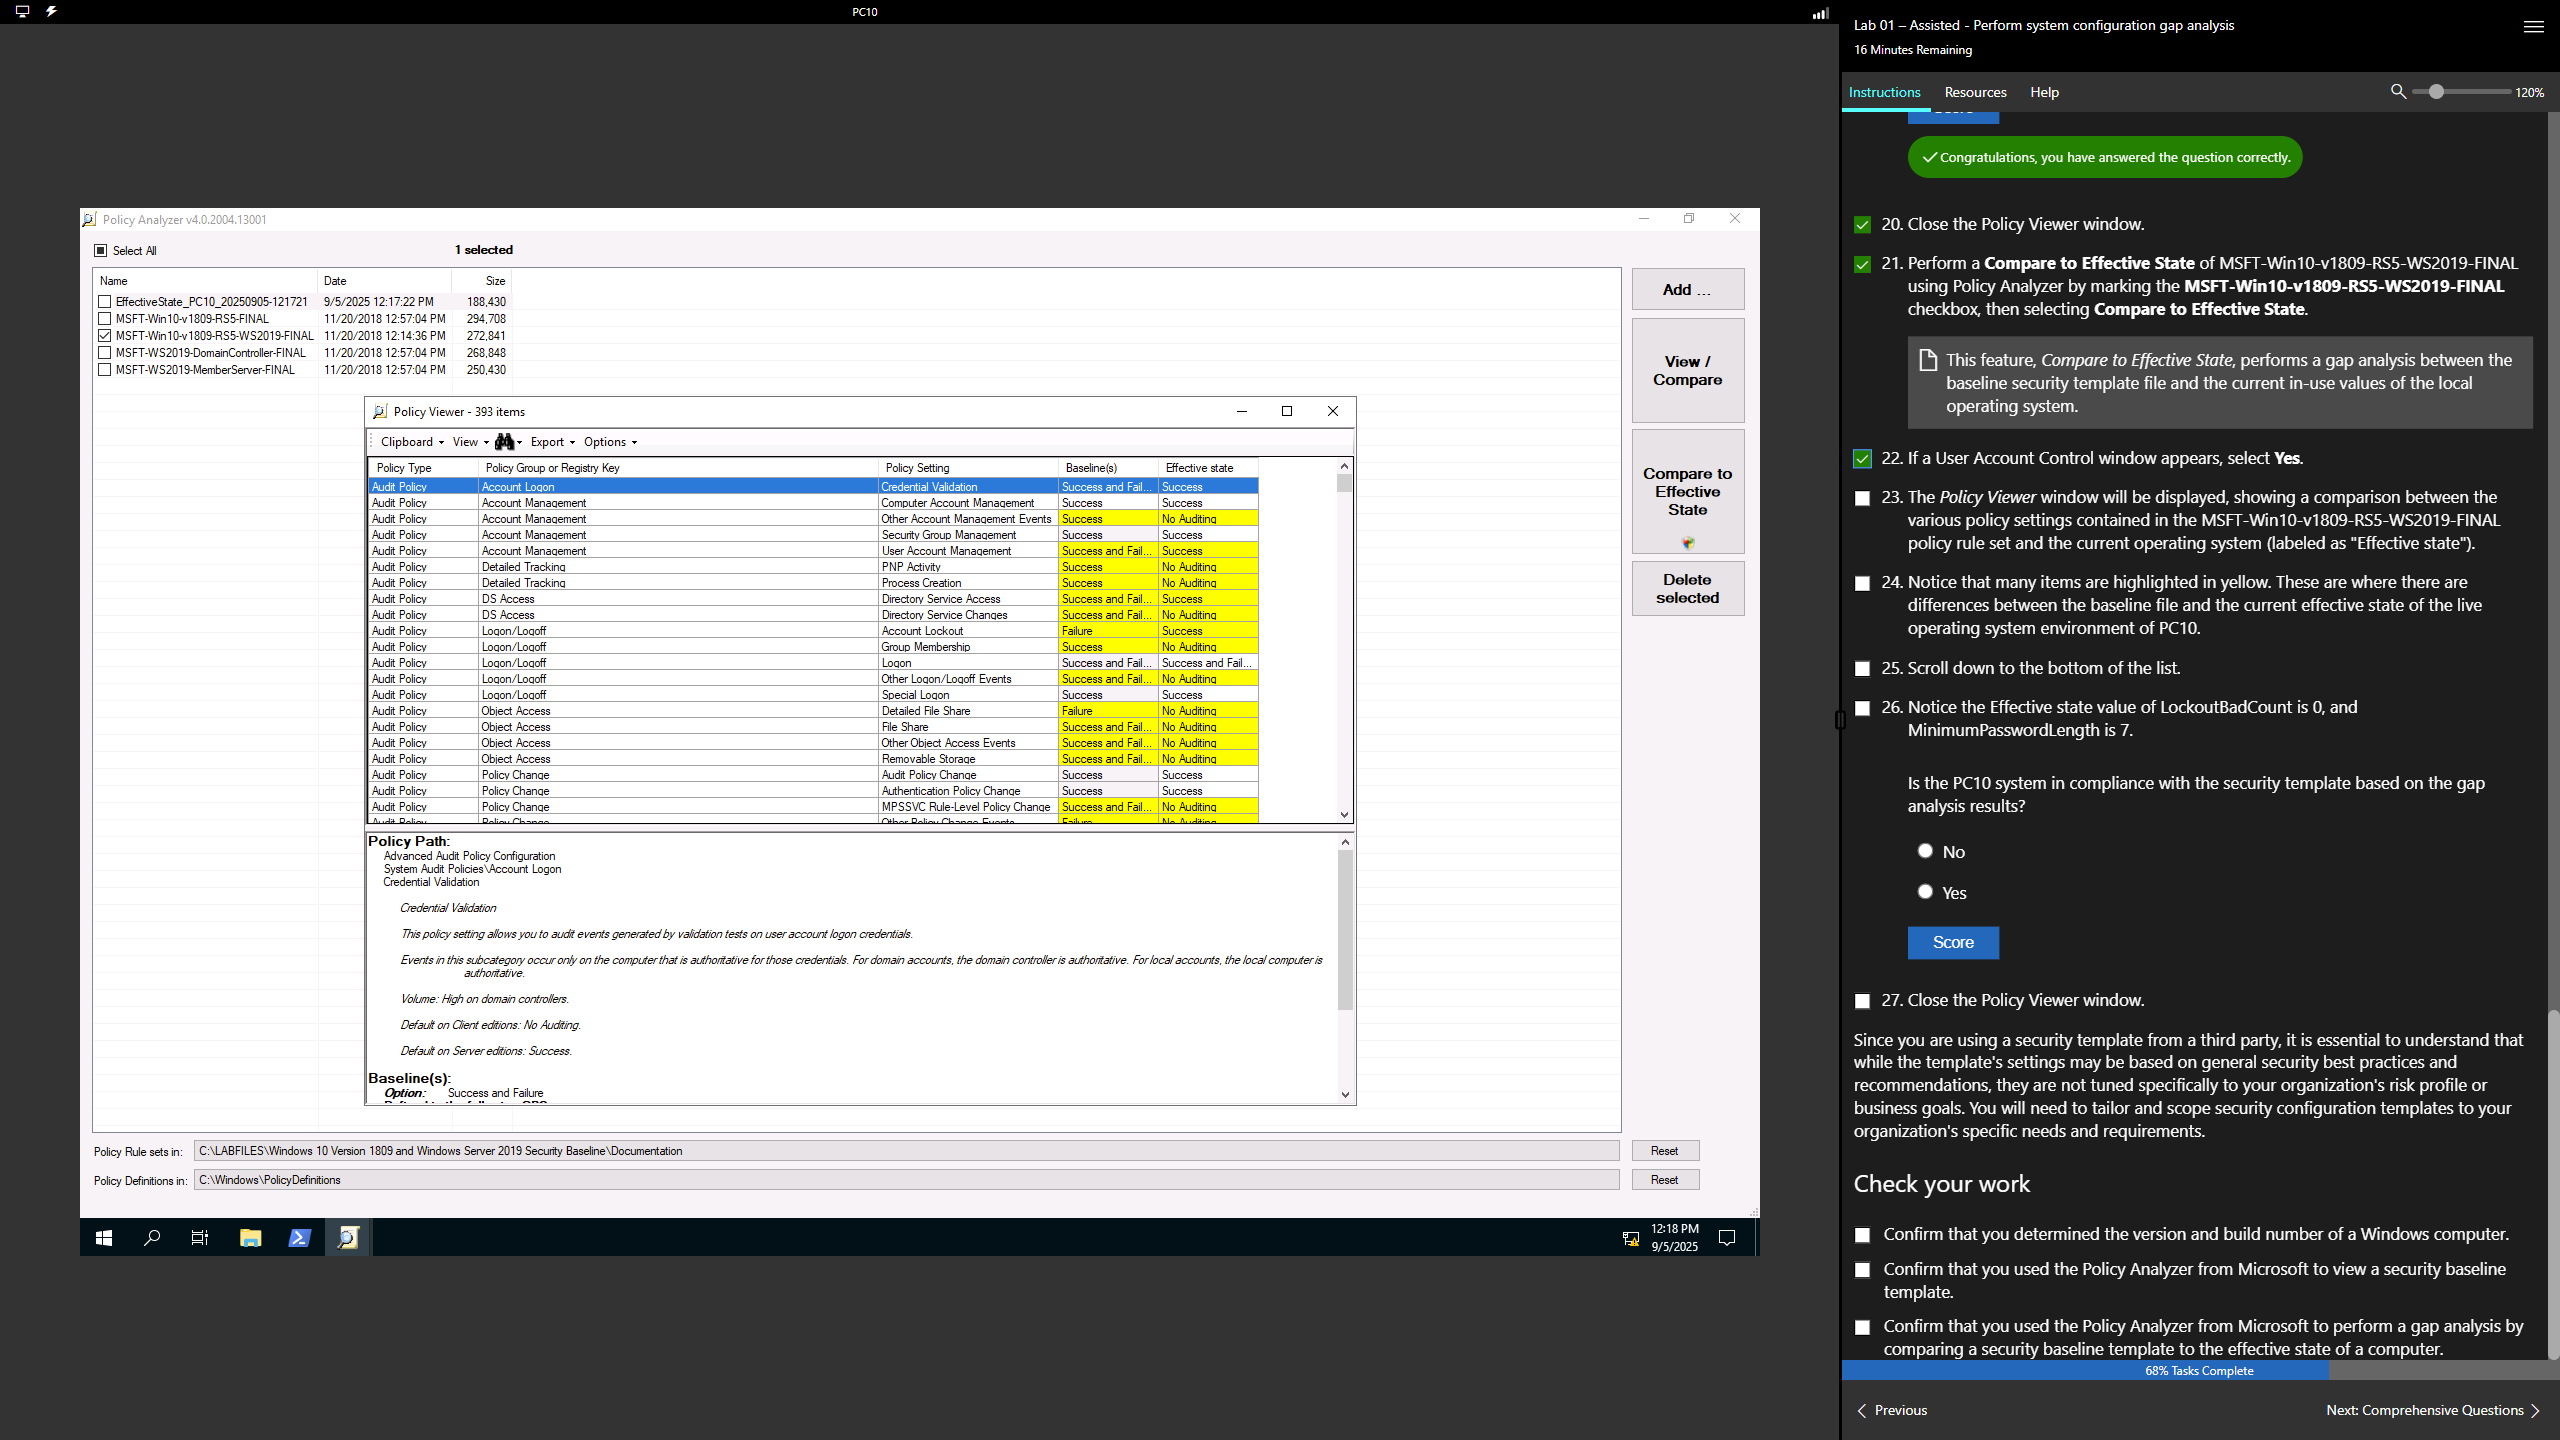 PC10
Lab 01 – Assisted - Perform system configuration gap analysis
16 Minutes Remaining
Instructions
Resources
Help
120%
Congratulations, you have answered the question correctly.
20. Close the Policy Viewer window.
21. Perform a Compare to Effective State of MSFT-Win10-v1809-RS5-WS2019-FINAL
using Policy Analyzer by marking the MSFT-Win10-v1809-RS5-WS2019-FINAL
checkbox, then selecting Compare to Effective State.
This feature, Compare to Effective State, performs a gap analysis between the
baseline security template file and the current in-use values of the local
operating system.
22. If a User Account Control window appears, select Yes.
23. The Policy Viewer window will be displayed, showing a comparison between the
various policy settings contained in the MSFT-Win10-v1809-RS5-WS2019-FINAL
policy rule set and the current operating system (labeled as "Effective state").
24. Notice that many items are highlighted in yellow. These are where there are
differences between the baseline file and the current effective state of the live
operating system environment of PC10.
25. Scroll down to the bottom of the list.
26. Notice the Effective state value of LockoutBadCount is 0, and
MinimumPasswordLength is 7.
Is the PC10 system in compliance with the security template based on the gap
analysis results?
No
Yes
Score
27. Close the Policy Viewer window.
Since you are using a security template from a third party, it is essential to understand that
while the template's settings may be based on general security best practices and
recommendations, they are not tuned specifically to your organization's risk profile or
business goals. You will need to tailor and scope security configuration templates to your
organization's specific needs and requirements.
Check your work
Confirm that you determined the version and build number of a Windows computer.
Confirm that you used the Policy Analyzer from Microsoft to view a security baseline
template.
Confirm that you used the Policy Analyzer from Microsoft to perform a gap analysis by
comparing a security baseline template to the effective state of a computer.
68% Tasks Complete
Previous
Next: Comprehensive Questions
Policy Analyzer v4.0.2004.13001
Select All
1 selected
Name Date Size
EffectiveState_PC10_20250905-121721 9/5/2025 12:17:22 PM 188,430
MSFT-Win10-v1809-RS5-FINAL 11/20/2018 12:57:04 PM 294,708
MSFT-Win10-v1809-RS5-WS2019-FINAL 11/20/2018 12:14:36 PM 272,841
MSFT-WS2019-DomainController-FINAL 11/20/2018 12:57:04 PM 268,848
MSFT-WS2019-MemberServer-FINAL 11/20/2018 12:57:04 PM 250,430
Add ...
View /
Compare
Compare to
Effective
State
Delete
selected
Policy Viewer - 393 items
Clipboard View Export Options
Policy Type Policy Group or Registry Key Policy Setting Baseline(s) Effective state
Audit Policy Account Logon Credential Validation Success and Fail... Success
Audit Policy Account Management Computer Account Management Success Success
Audit Policy Account Management Other Account Management Events Success No Auditing
Audit Policy Account Management Security Group Management Success Success
Audit Policy Account Management User Account Management Success and Fail... Success
Audit Policy Detailed Tracking PNP Activity Success No Auditing
Audit Policy Detailed Tracking Process Creation Success No Auditing
Audit Policy DS Access Directory Service Access Success and Fail... Success
Audit Policy DS Access Directory Service Changes Success and Fail... No Auditing
Audit Policy Logon/Logoff Account Lockout Failure Success
Audit Policy Logon/Logoff Group Membership Success No Auditing
Audit Policy Logon/Logoff Logon Success and Fail... Success and Fail...
Audit Policy Logon/Logoff Other Logon/Logoff Events Success and Fail... No Auditing
Audit Policy Logon/Logoff Special Logon Success Success
Audit Policy Object Access Detailed File Share Failure No Auditing
Audit Policy Object Access File Share Success and Fail... No Auditing
Audit Policy Object Access Other Object Access Events Success and Fail... No Auditing
Audit Policy Object Access Removable Storage Success and Fail... No Auditing
Audit Policy Policy Change Audit Policy Change Success Success
Audit Policy Policy Change Authentication Policy Change Success Success
Audit Policy Policy Change MPSSVC Rule-Level Policy Change Success and Fail... No Auditing
Audit Policy Policy Change Other Policy Change Events Failure No Auditing
Policy Path:
Advanced Audit Policy Configuration
System Audit Policies\Account Logon
Credential Validation
Credential Validation
This policy setting allows you to audit events generated by validation tests on user account logon credentials.
Events in this subcategory occur only on the computer that is authoritative for those credentials. For domain accounts, the domain controller is authoritative. For local accounts, the local computer is
authoritative.
Volume: High on domain controllers.
Default on Client editions: No Auditing.
Default on Server editions: Success.
Baseline(s):
Option: Success and Failure
Policy Rule sets in: C:\LABFILES\Windows 10 Version 1809 and Windows Server 2019 Security Baseline\Documentation Reset
Policy Definitions in: C:\Windows\PolicyDefinitions Reset
12:18 PM
9/5/2025